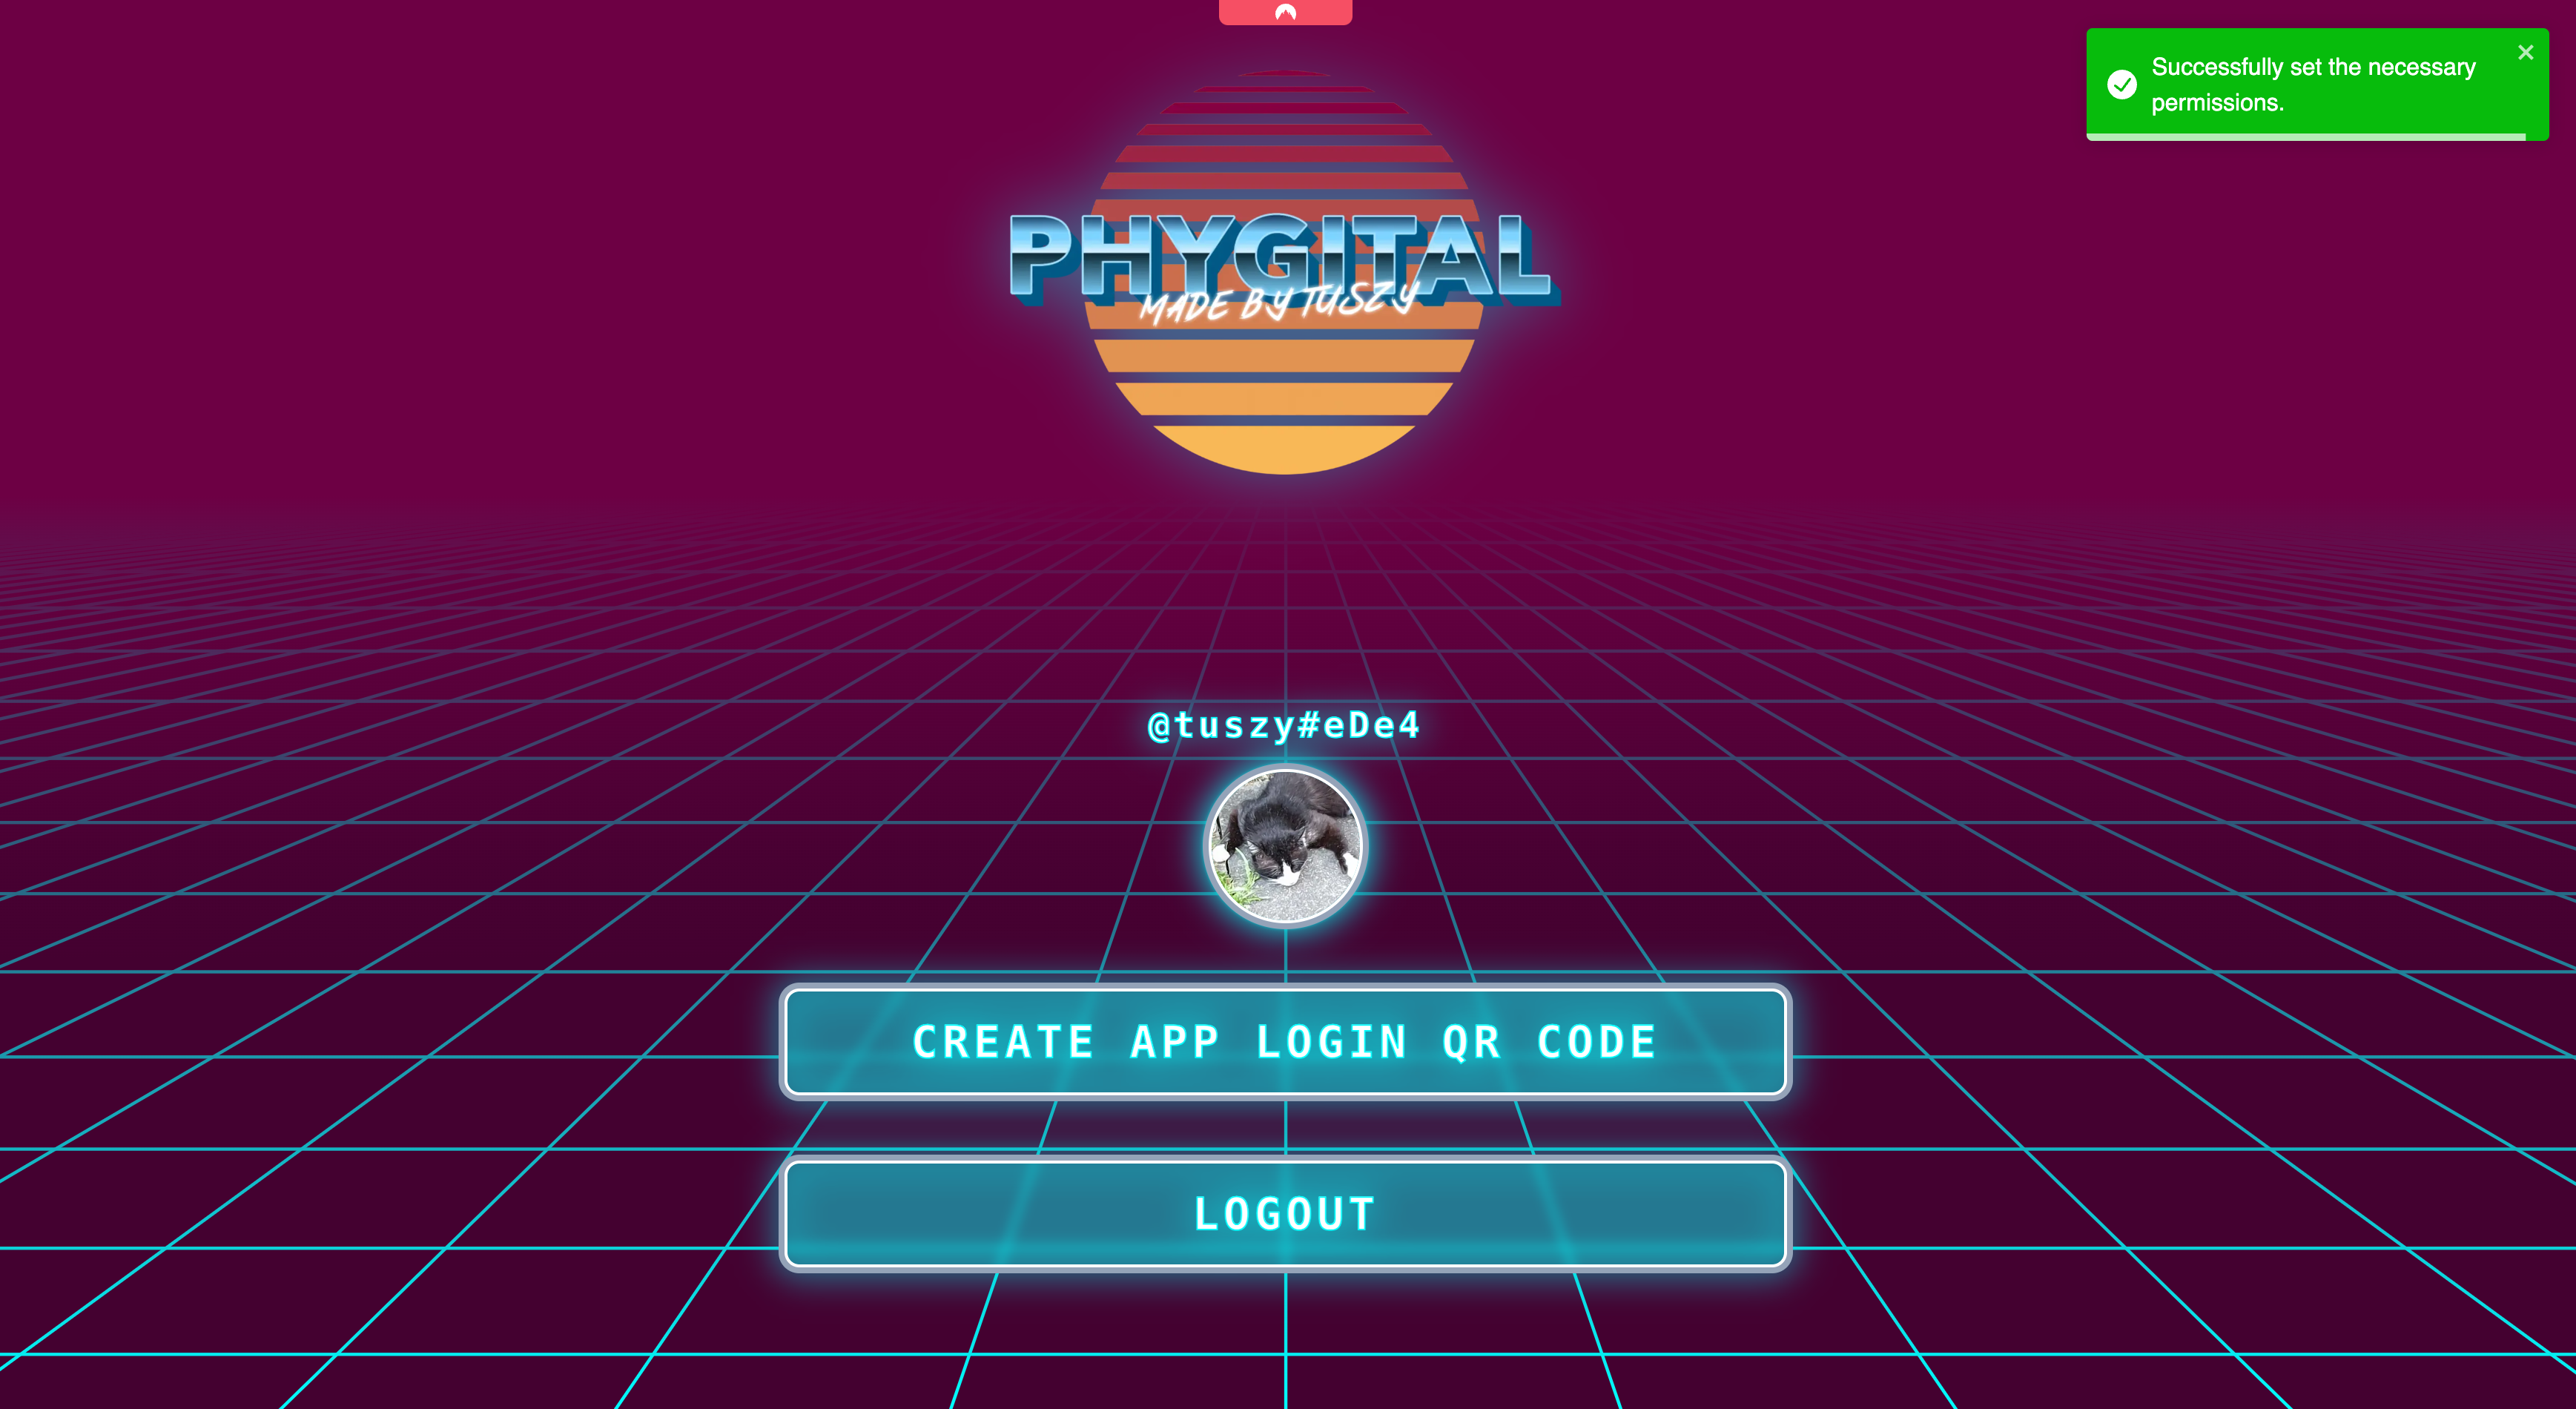 Successfully set the necessary
permissions.
PHYGITAL
MADE BY TUSZY
@tuszy#eDe4
CREATE APP LOGIN QR CODE
LOGOUT